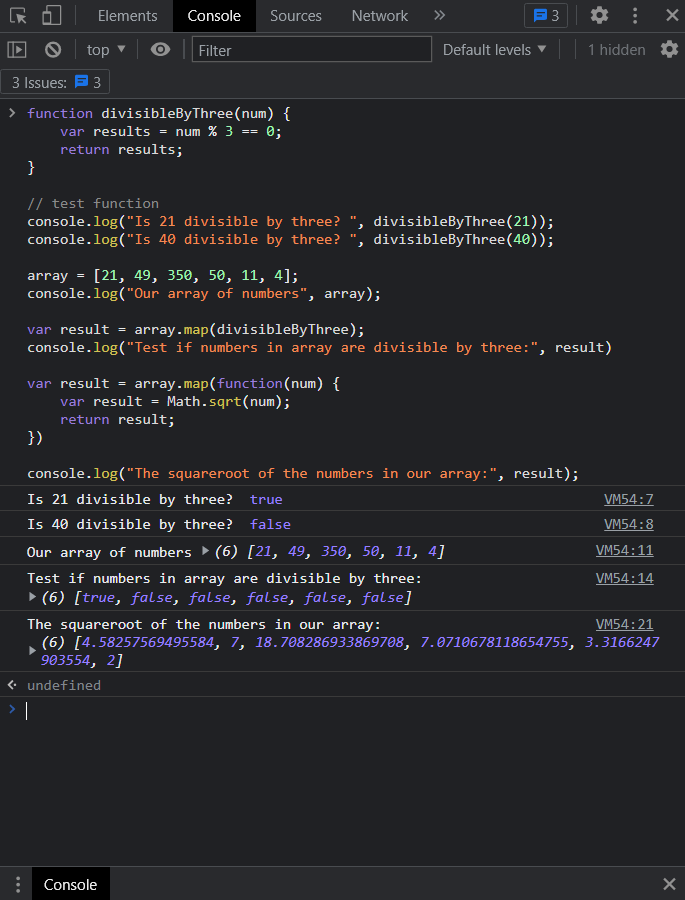 Elements Console Sources Network 3
top Filter Default levels 1 hidden
3 Issues: 3
function divisibleByThree(num) {
    var results = num % 3 == 0;
    return results;
}
// test function
console.log("Is 21 divisible by three? ", divisibleByThree(21));
console.log("Is 40 divisible by three? ", divisibleByThree(40));
array = [21, 49, 350, 50, 11, 4];
console.log("Our array of numbers", array);
var result = array.map(divisibleByThree);
console.log("Test if numbers in array are divisible by three:", result)
var result = array.map(function(num) {
    var result = Math.sqrt(num);
    return result;
})
console.log("The squareroot of the numbers in our array:", result);
Is 21 divisible by three?  true VM54:7
Is 40 divisible by three?  false VM54:8
Our array of numbers (6) [21, 49, 350, 50, 11, 4] VM54:11
Test if numbers in array are divisible by three: VM54:14
(6) [true, false, false, false, false, false]
The squareroot of the numbers in our array: VM54:21
(6) [4.58257569495584, 7, 18.708286933869708, 7.0710678118654755, 3.3166247
903554, 2]
undefined
Console